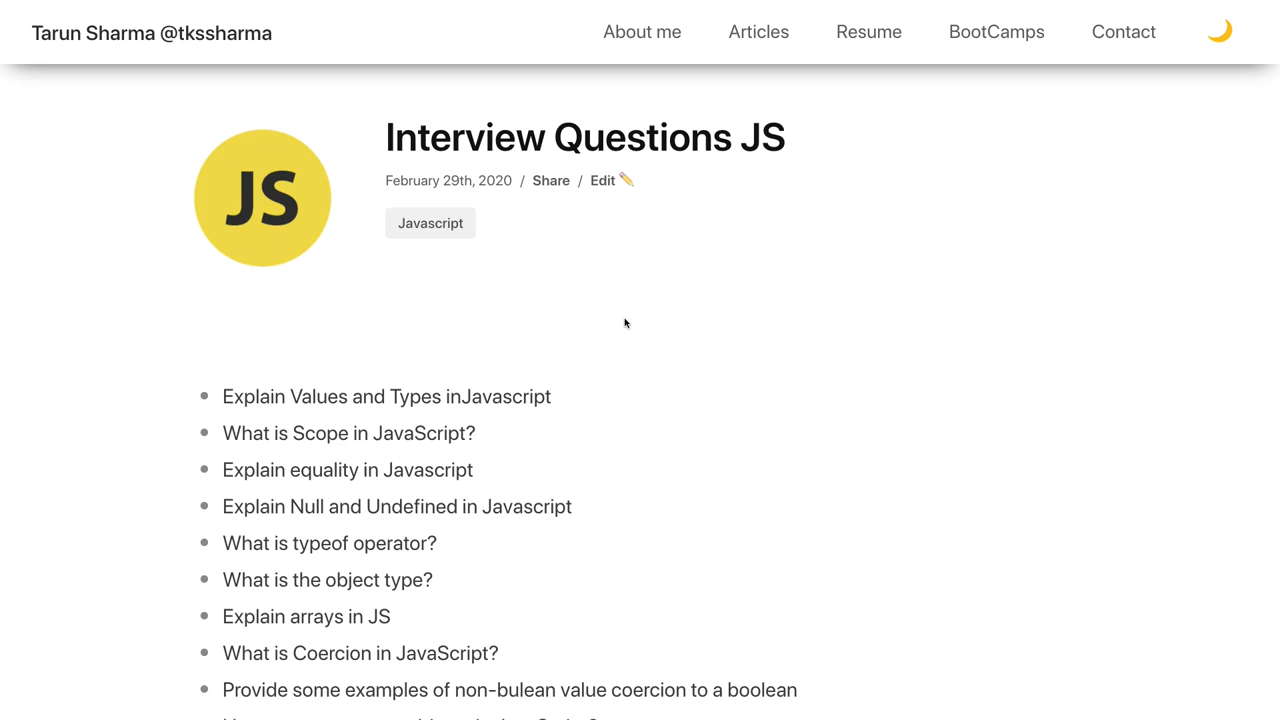 Tarun Sharma @tkssharma
About me
Articles
Resume
BootCamps
Contact
JS
Interview Questions JS
February 29th, 2020 / Share / Edit
Javascript
Explain Values and Types inJavascript
What is Scope in JavaScript?
Explain equality in Javascript
Explain Null and Undefined in Javascript
What is typeof operator?
What is the object type?
Explain arrays in JS
What is Coercion in JavaScript?
Provide some examples of non-bulean value coercion to a boolean